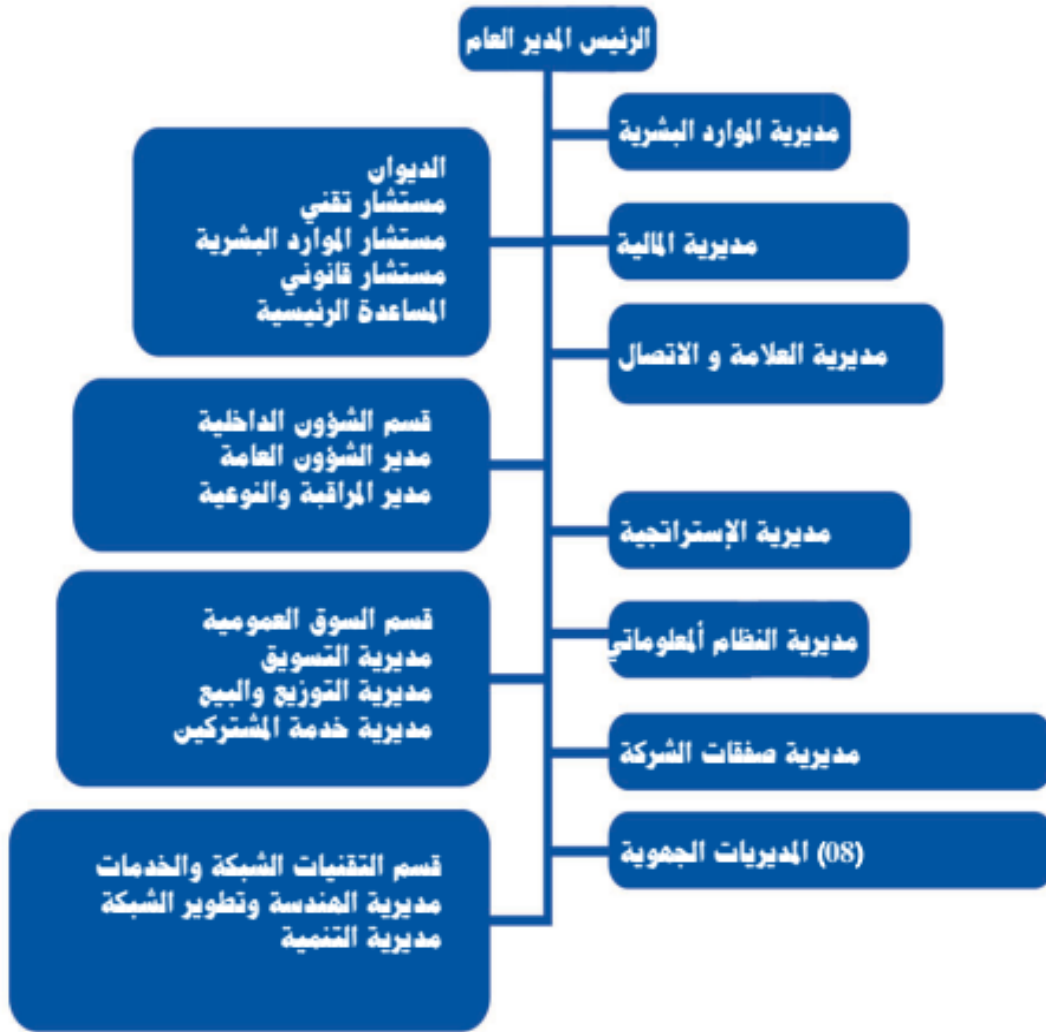 الرئيس المدير العام
مديرية الموارد البشرية
الديوان
مستشار تقني
مستشار الموارد البشرية
مستشار قانوني
المساعدة الرئيسية
مديرية المالية
مديرية العلامة و الاتصال
قسم الشؤون الداخلية
مدير الشؤون العامة
مدير المراقبة والنوعية
مديرية الإستراتجية
قسم السوق العمومية
مديرية التسويق
مديرية التوزيع والبيع
مديرية خدمة المشتركين
مديرية النظام ألمعلوماتي
مديرية صفقات الشركة
(08) المديريات الجهوية
قسم التقنيات الشبكة والخدمات
مديرية الهندسة وتطوير الشبكة
مديرية التنمية